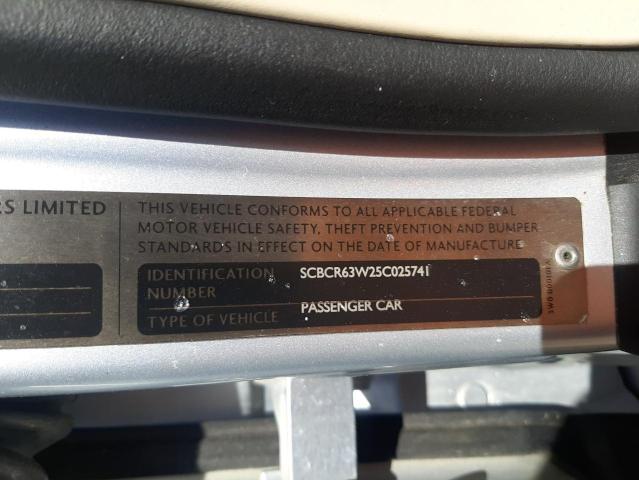 RS LIMITED
THIS VEHICLE CONFORMS TO ALL APPLICABLE FEDERAL
MOTOR VEHICLE SAFETY, THEFT PREVENTION AND BUMPER
STANDARDS IN EFFECT ON THE DATE OF MANUFACTURE
IDENTIFICATION SCBCR63W25C025741
NUMBER
TYPE OF VEHICLE PASSENGER CAR